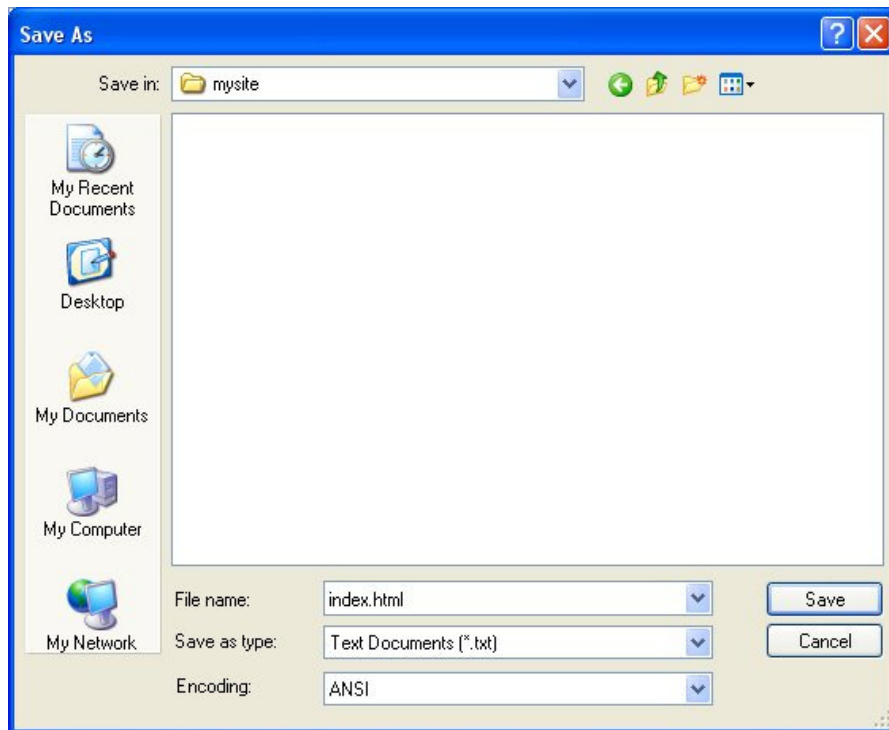 Save As
Save in:
mysite
My Recent
Documents
Desktop
My Documents
My Computer
My Network
File name:
index.html
Save
Save as type:
Text Documents (*.txt)
Cancel
Encoding:
ANSI